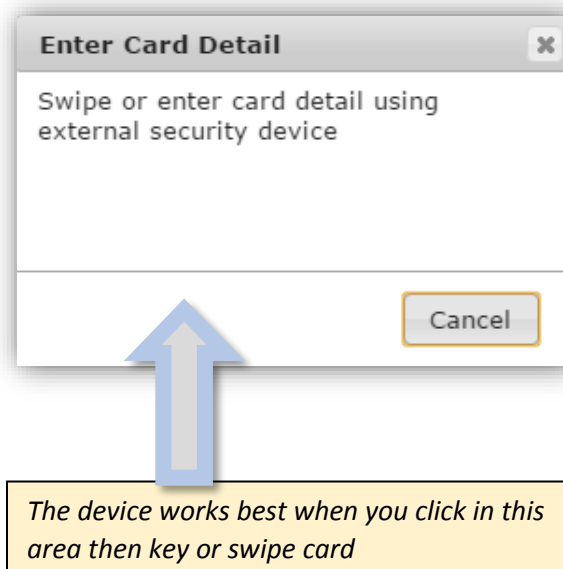 Enter Card Detail
Swipe or enter card detail using
external security device
Cancel
The device works best when you click in this
area then key or swipe card